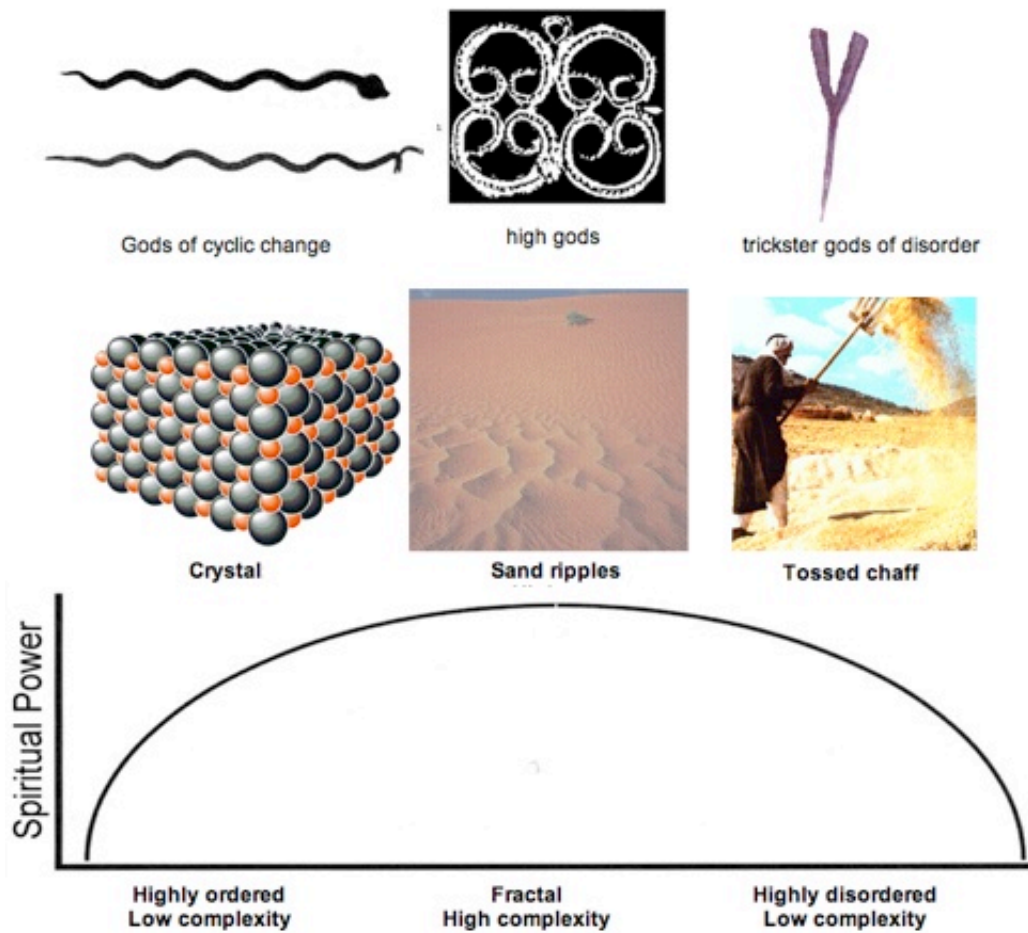 Gods of cyclic change
high gods
trickster gods of disorder
Crystal
Sand ripples
Tossed chaff
Spiritual Power
Highly ordered
Low complexity
Fractal
High complexity
Highly disordered
Low complexity